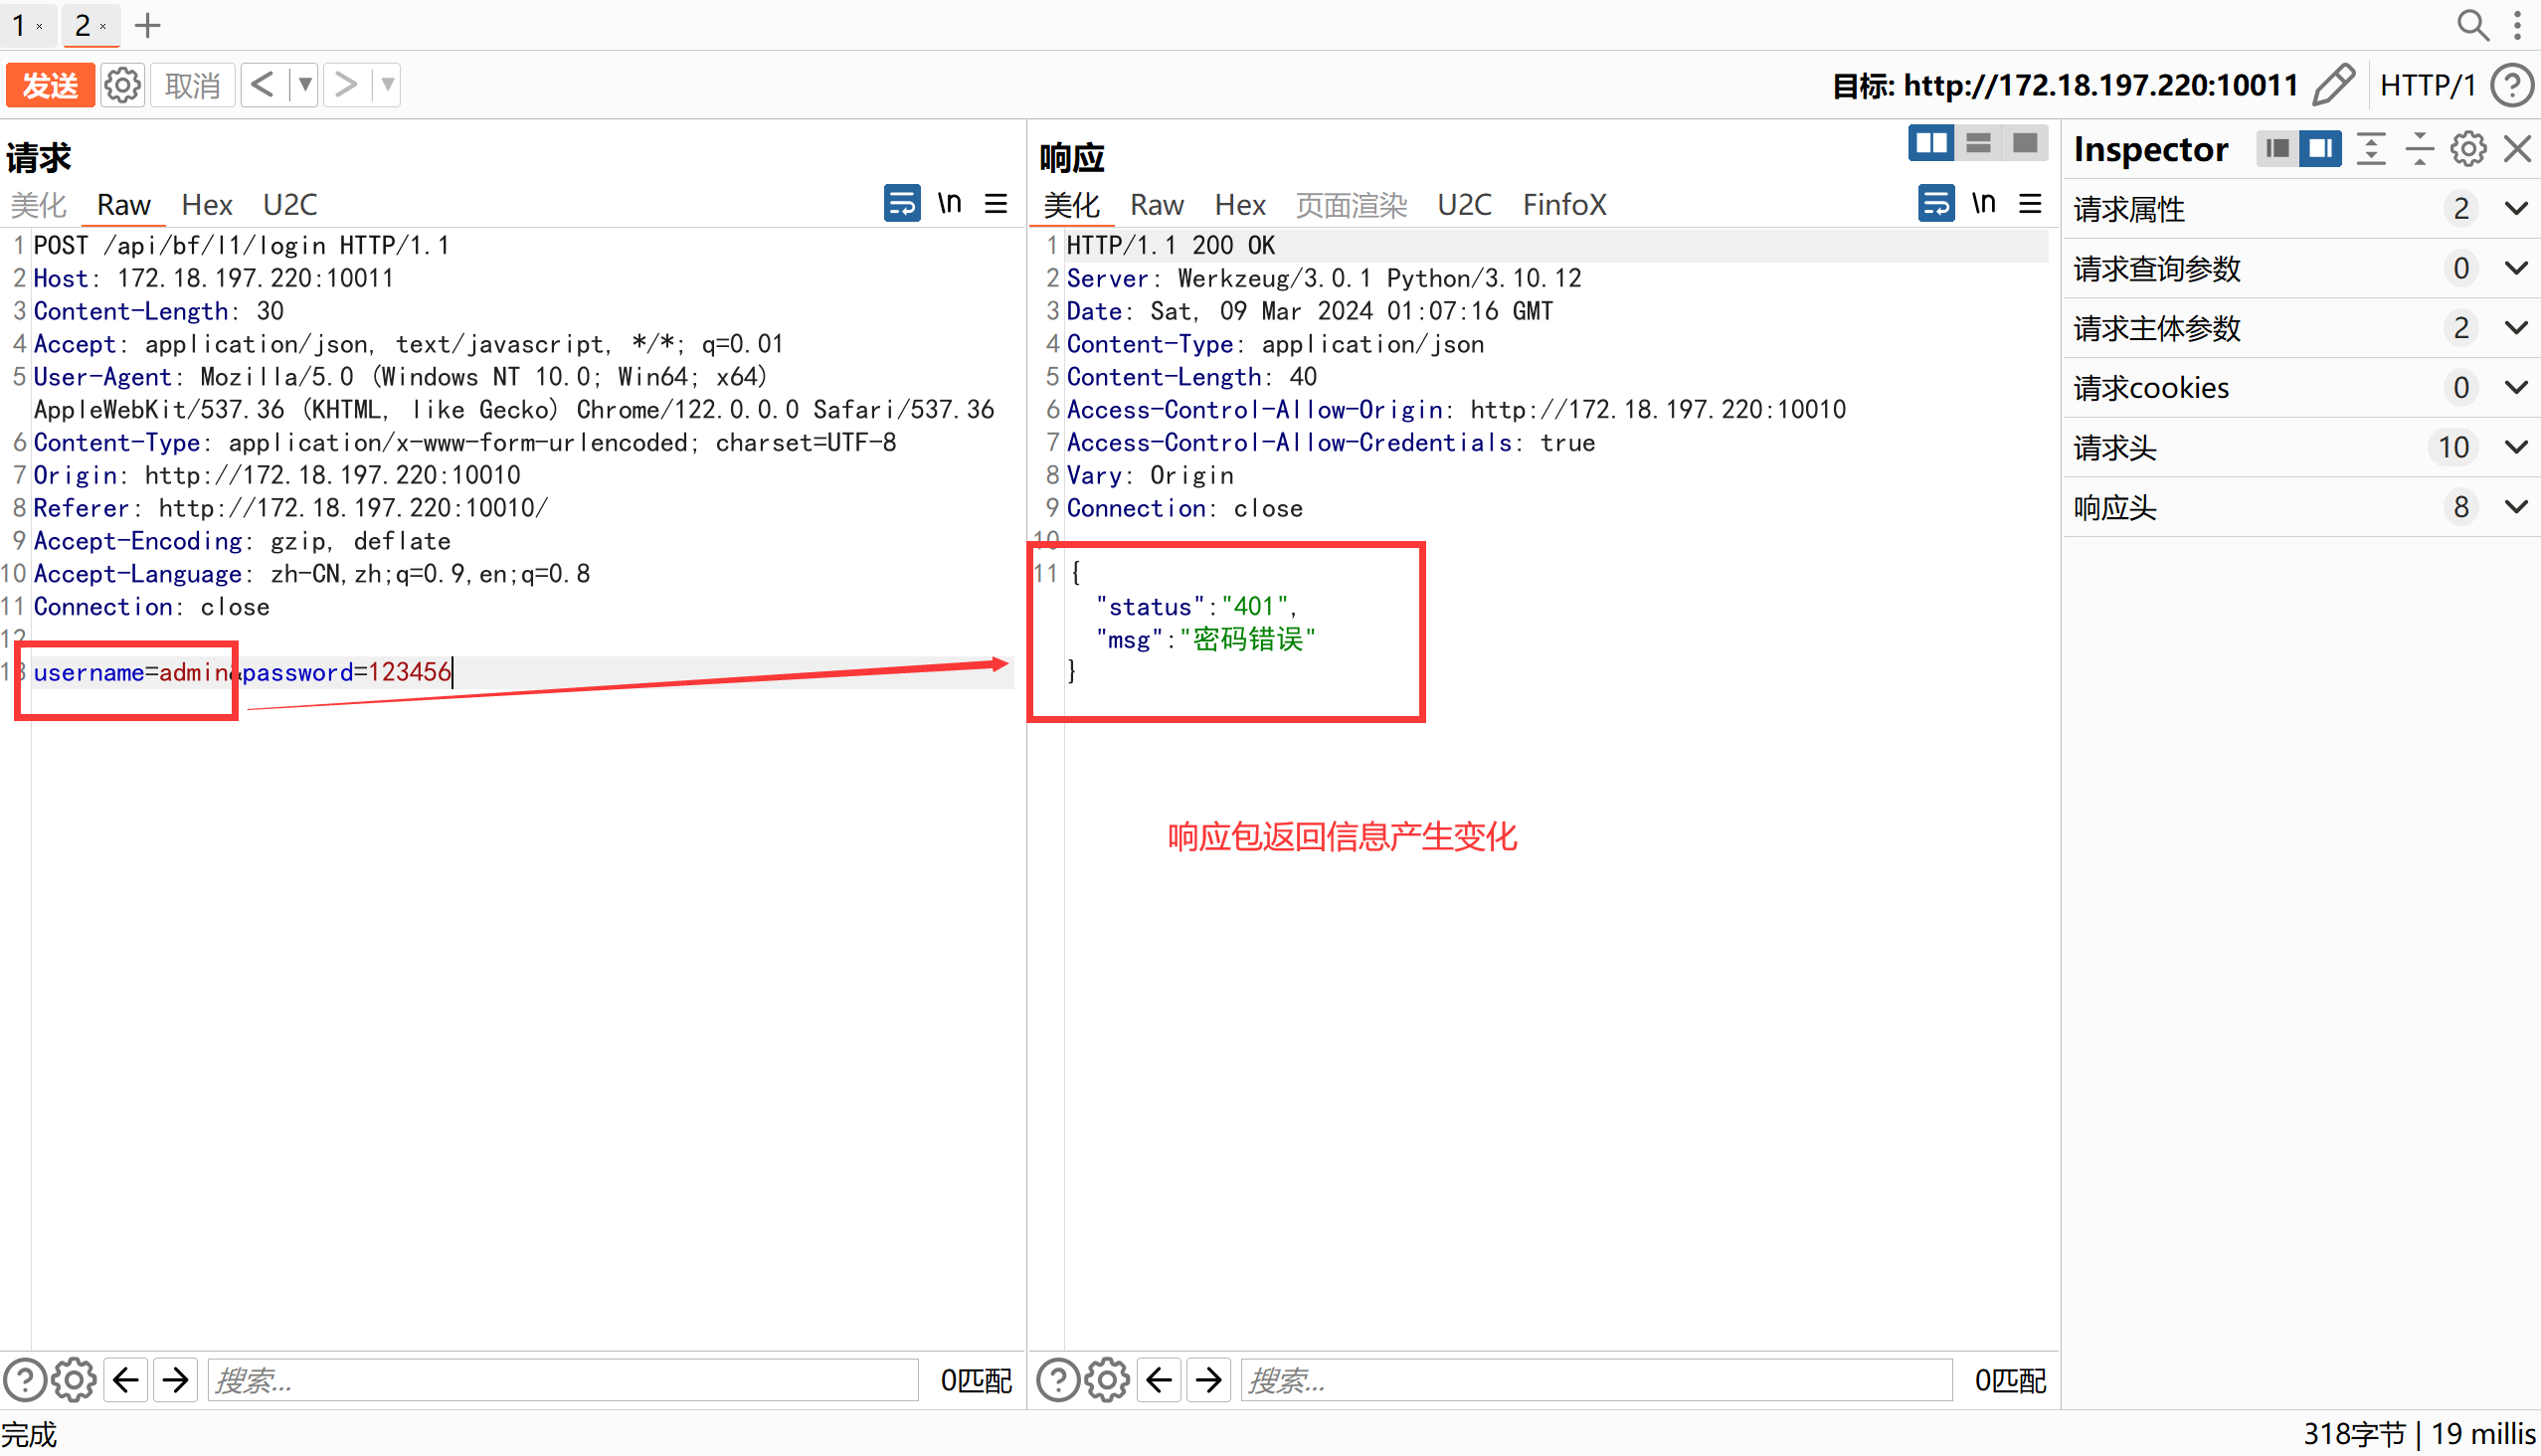 1 × 2 × +
发送 取消 < ▼ > ▼ 目标: http://172.18.197.220:10011 HTTP/1 ?
请求
美化 Raw Hex U2C \n
1 POST /api/bf/l1/login HTTP/1.1
2 Host: 172.18.197.220:10011
3 Content-Length: 30
4 Accept: application/json, text/javascript, */*; q=0.01
5 User-Agent: Mozilla/5.0 (Windows NT 10.0; Win64; x64)
AppleWebKit/537.36 (KHTML, like Gecko) Chrome/122.0.0.0 Safari/537.36
6 Content-Type: application/x-www-form-urlencoded; charset=UTF-8
7 Origin: http://172.18.197.220:10010
8 Referer: http://172.18.197.220:10010/
9 Accept-Encoding: gzip, deflate
10 Accept-Language: zh-CN,zh;q=0.9,en;q=0.8
11 Connection: close
12
13 username=admin&password=123456
搜索... 0匹配
响应
美化 Raw Hex 页面渲染 U2C FinfoX \n
1 HTTP/1.1 200 OK
2 Server: Werkzeug/3.0.1 Python/3.10.12
3 Date: Sat, 09 Mar 2024 01:07:16 GMT
4 Content-Type: application/json
5 Content-Length: 40
6 Access-Control-Allow-Origin: http://172.18.197.220:10010
7 Access-Control-Allow-Credentials: true
8 Vary: Origin
9 Connection: close
10
11 {
"status":"401",
"msg":"密码错误"
}
响应包返回信息产生变化
搜索... 0匹配
Inspector
请求属性 2
请求查询参数 0
请求主体参数 2
请求cookies 0
请求头 10
响应头 8
完成
318字节 | 19 millis